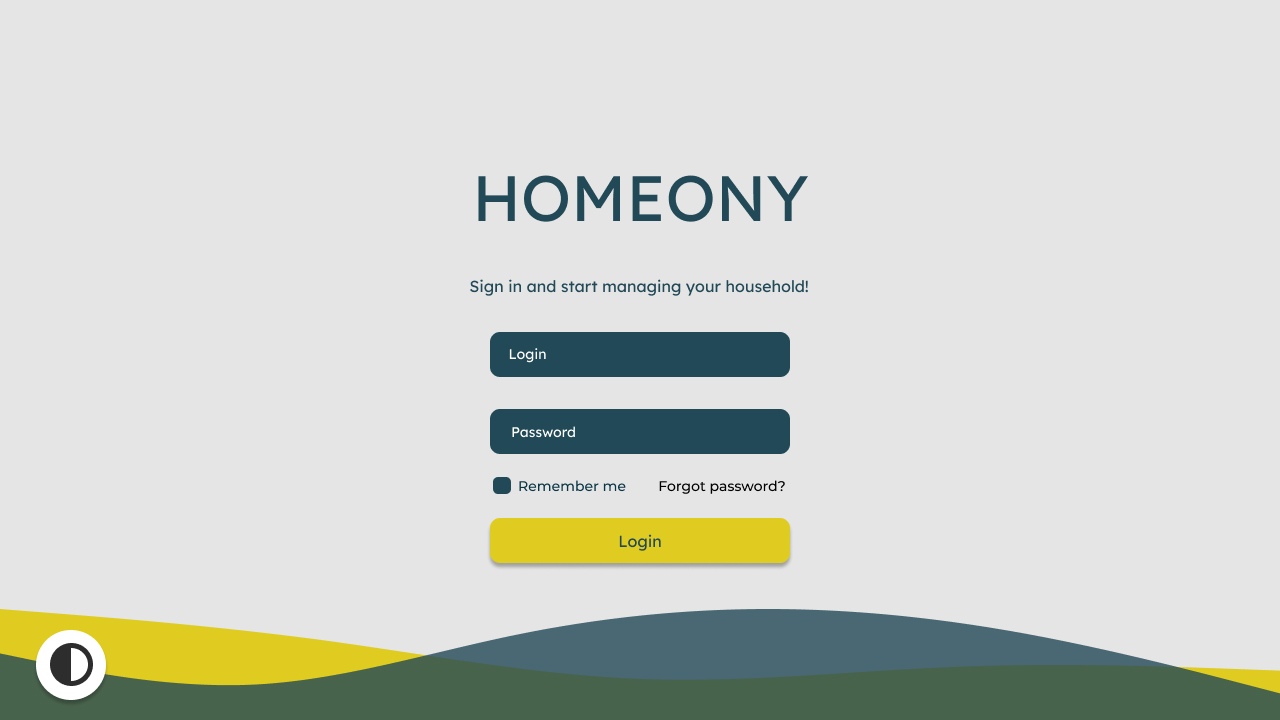 HOMEONY
Sign in and start managing your household!
Login
Password
Remember me Forgot password?
Login